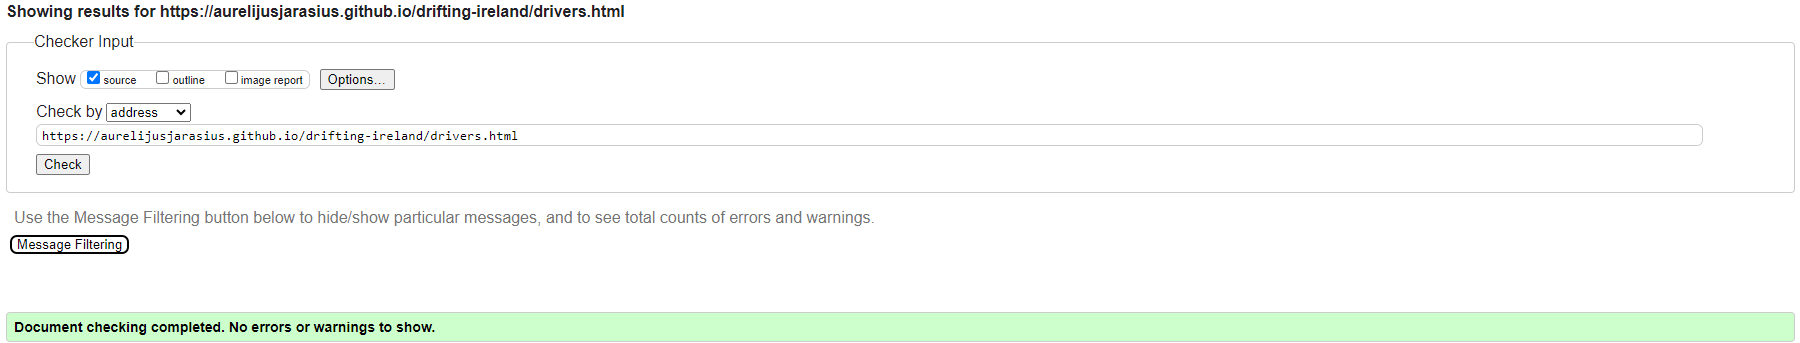 Showing results for https://aurelijusjarasius.github.io/drifting-ireland/drivers.html
Checker Input
Show source outline image report Options...
Check by address
https://aurelijusjarasius.github.io/drifting-ireland/drivers.html
Check
Use the Message Filtering button below to hide/show particular messages, and to see total counts of errors and warnings.
Message Filtering
Document checking completed. No errors or warnings to show.